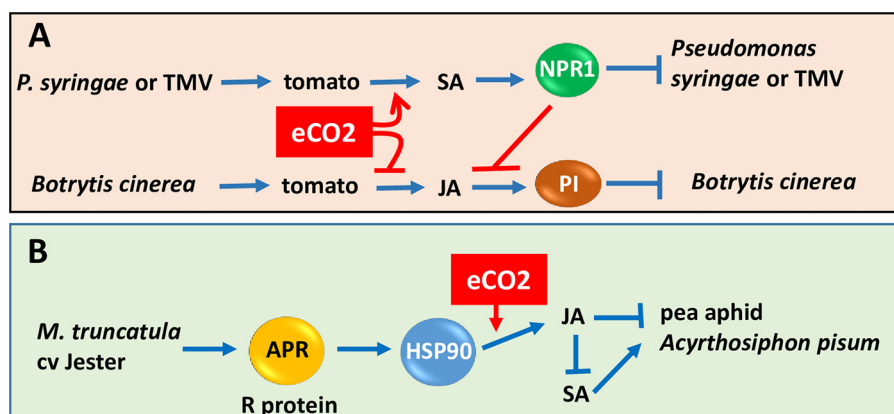 A
P. syringae or TMV
tomato
SA
NPR1
Pseudomonas
syringae or TMV
eCO2
Botrytis cinerea
tomato
JA
PI
Botrytis cinerea
B
eCO2
M. truncatula
cv Jester
APR
HSP90
JA
pea aphid
Acyrthosiphon pisum
SA
R protein